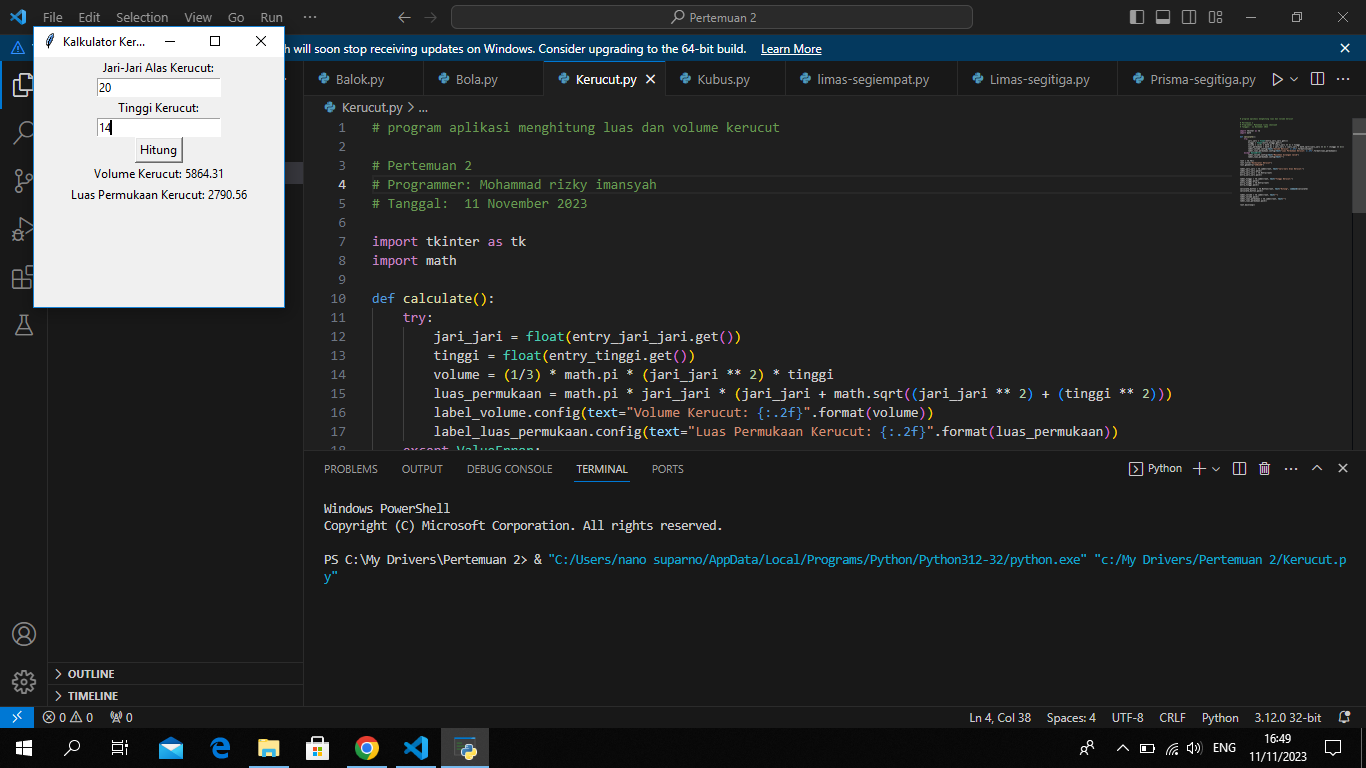 File Edit Selection View Go Run ··· Pertemuan 2
Kalkulator Ker...
h will soon stop receiving updates on Windows. Consider upgrading to the 64-bit build. Learn More
Jari-Jari Alas Kerucut:
20
Tinggi Kerucut:
14
Hitung
Volume Kerucut: 5864.31
Luas Permukaan Kerucut: 2790.56
Balok.py Bola.py Kerucut.py Kubus.py limas-segiempat.py Limas-segitiga.py Prisma-segitiga.py
Kerucut.py > ...
1 # program aplikasi menghitung luas dan volume kerucut
2
3 # Pertemuan 2
4 # Programmer: Mohammad rizky imansyah
5 # Tanggal:  11 November 2023
6
7 import tkinter as tk
8 import math
9
10 def calculate():
11     try:
12         jari_jari = float(entry_jari_jari.get())
13         tinggi = float(entry_tinggi.get())
14         volume = (1/3) * math.pi * (jari_jari ** 2) * tinggi
15         luas_permukaan = math.pi * jari_jari * (jari_jari + math.sqrt((jari_jari ** 2) + (tinggi ** 2)))
16         label_volume.config(text="Volume Kerucut: {:.2f}".format(volume))
17         label_luas_permukaan.config(text="Luas Permukaan Kerucut: {:.2f}".format(luas_permukaan))
18     except ValueError:
PROBLEMS OUTPUT DEBUG CONSOLE TERMINAL PORTS Python
Windows PowerShell
Copyright (C) Microsoft Corporation. All rights reserved.
PS C:\My Drivers\Pertemuan 2> & "C:/Users/nano suparno/AppData/Local/Programs/Python/Python312-32/python.exe" "c:/My Drivers/Pertemuan 2/Kerucut.p
y"
OUTLINE
TIMELINE
0 0 0 Ln 4, Col 38 Spaces: 4 UTF-8 CRLF Python 3.12.0 32-bit
ENG 16:49
11/11/2023